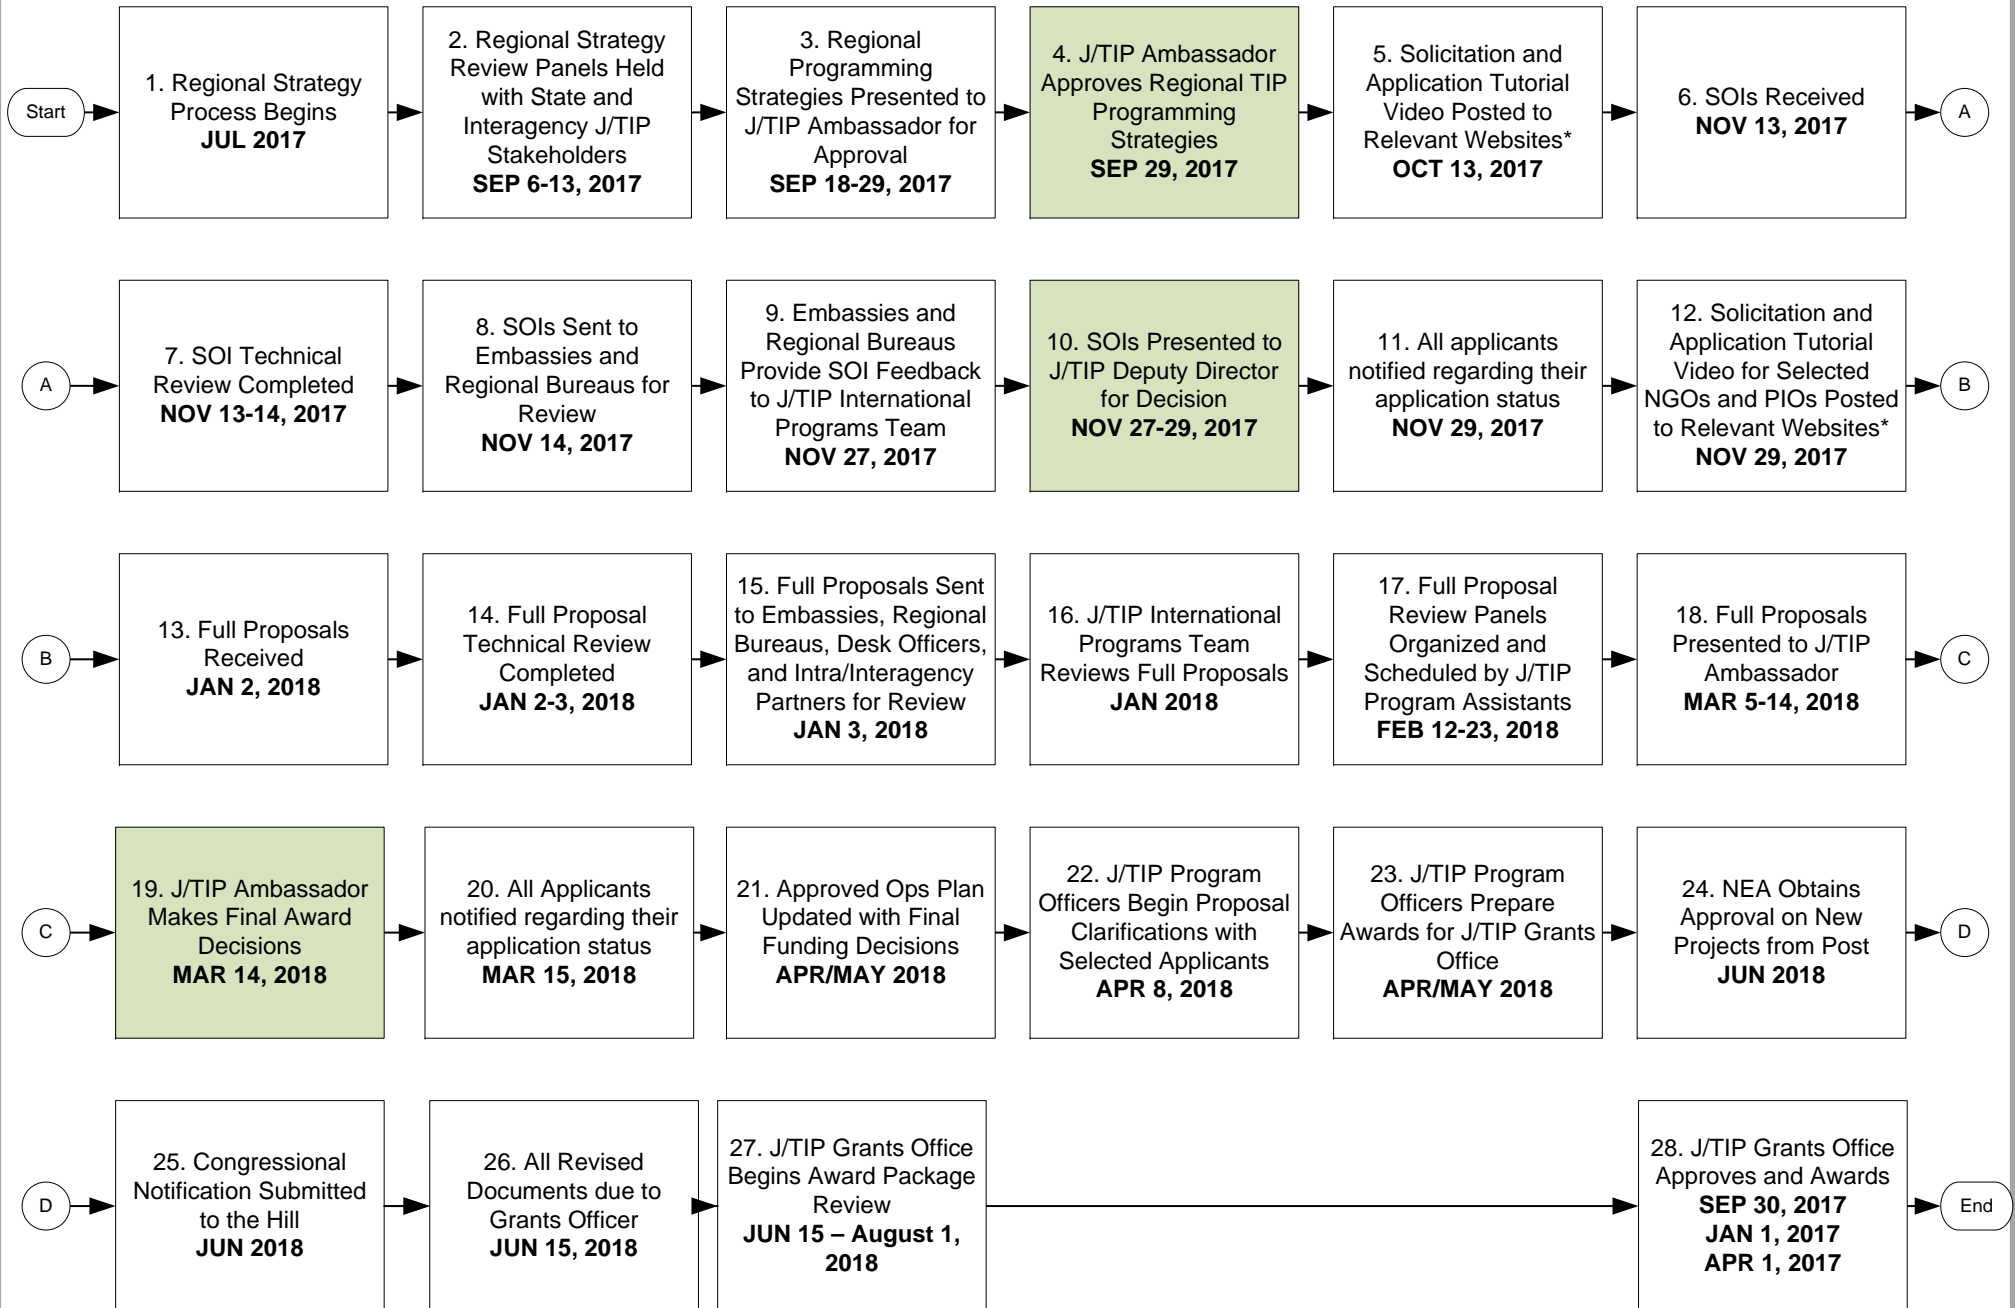 Start
1. Regional Strategy
Process Begins
JUL 2017
2. Regional Strategy
Review Panels Held
with State and
Interagency J/TIP
Stakeholders
SEP 6-13, 2017
3. Regional
Programming
Strategies Presented to
J/TIP Ambassador for
Approval
SEP 18-29, 2017
4. J/TIP Ambassador
Approves Regional TIP
Programming
Strategies
SEP 29, 2017
5. Solicitation and
Application Tutorial
Video Posted to
Relevant Websites*
OCT 13, 2017
6. SOIs Received
NOV 13, 2017
A
A
7. SOI Technical
Review Completed
NOV 13-14, 2017
8. SOIs Sent to
Embassies and
Regional Bureaus for
Review
NOV 14, 2017
9. Embassies and
Regional Bureaus
Provide SOI Feedback
to J/TIP International
Programs Team
NOV 27, 2017
10. SOIs Presented to
J/TIP Deputy Director
for Decision
NOV 27-29, 2017
11. All applicants
notified regarding their
application status
NOV 29, 2017
12. Solicitation and
Application Tutorial
Video for Selected
NGOs and PIOs Posted
to Relevant Websites*
NOV 29, 2017
B
B
13. Full Proposals
Received
JAN 2, 2018
14. Full Proposal
Technical Review
Completed
JAN 2-3, 2018
15. Full Proposals Sent
to Embassies, Regional
Bureaus, Desk Officers,
and Intra/Interagency
Partners for Review
JAN 3, 2018
16. J/TIP International
Programs Team
Reviews Full Proposals
JAN 2018
17. Full Proposal
Review Panels
Organized and
Scheduled by J/TIP
Program Assistants
FEB 12-23, 2018
18. Full Proposals
Presented to J/TIP
Ambassador
MAR 5-14, 2018
C
C
19. J/TIP Ambassador
Makes Final Award
Decisions
MAR 14, 2018
20. All Applicants
notified regarding their
application status
MAR 15, 2018
21. Approved Ops Plan
Updated with Final
Funding Decisions
APR/MAY 2018
22. J/TIP Program
Officers Begin Proposal
Clarifications with
Selected Applicants
APR 8, 2018
23. J/TIP Program
Officers Prepare
Awards for J/TIP Grants
Office
APR/MAY 2018
24. NEA Obtains
Approval on New
Projects from Post
JUN 2018
D
D
25. Congressional
Notification Submitted
to the Hill
JUN 2018
26. All Revised
Documents due to
Grants Officer
JUN 15, 2018
27. J/TIP Grants Office
Begins Award Package
Review
JUN 15 – August 1,
2018
28. J/TIP Grants Office
Approves and Awards
SEP 30, 2017
JAN 1, 2017
APR 1, 2017
End